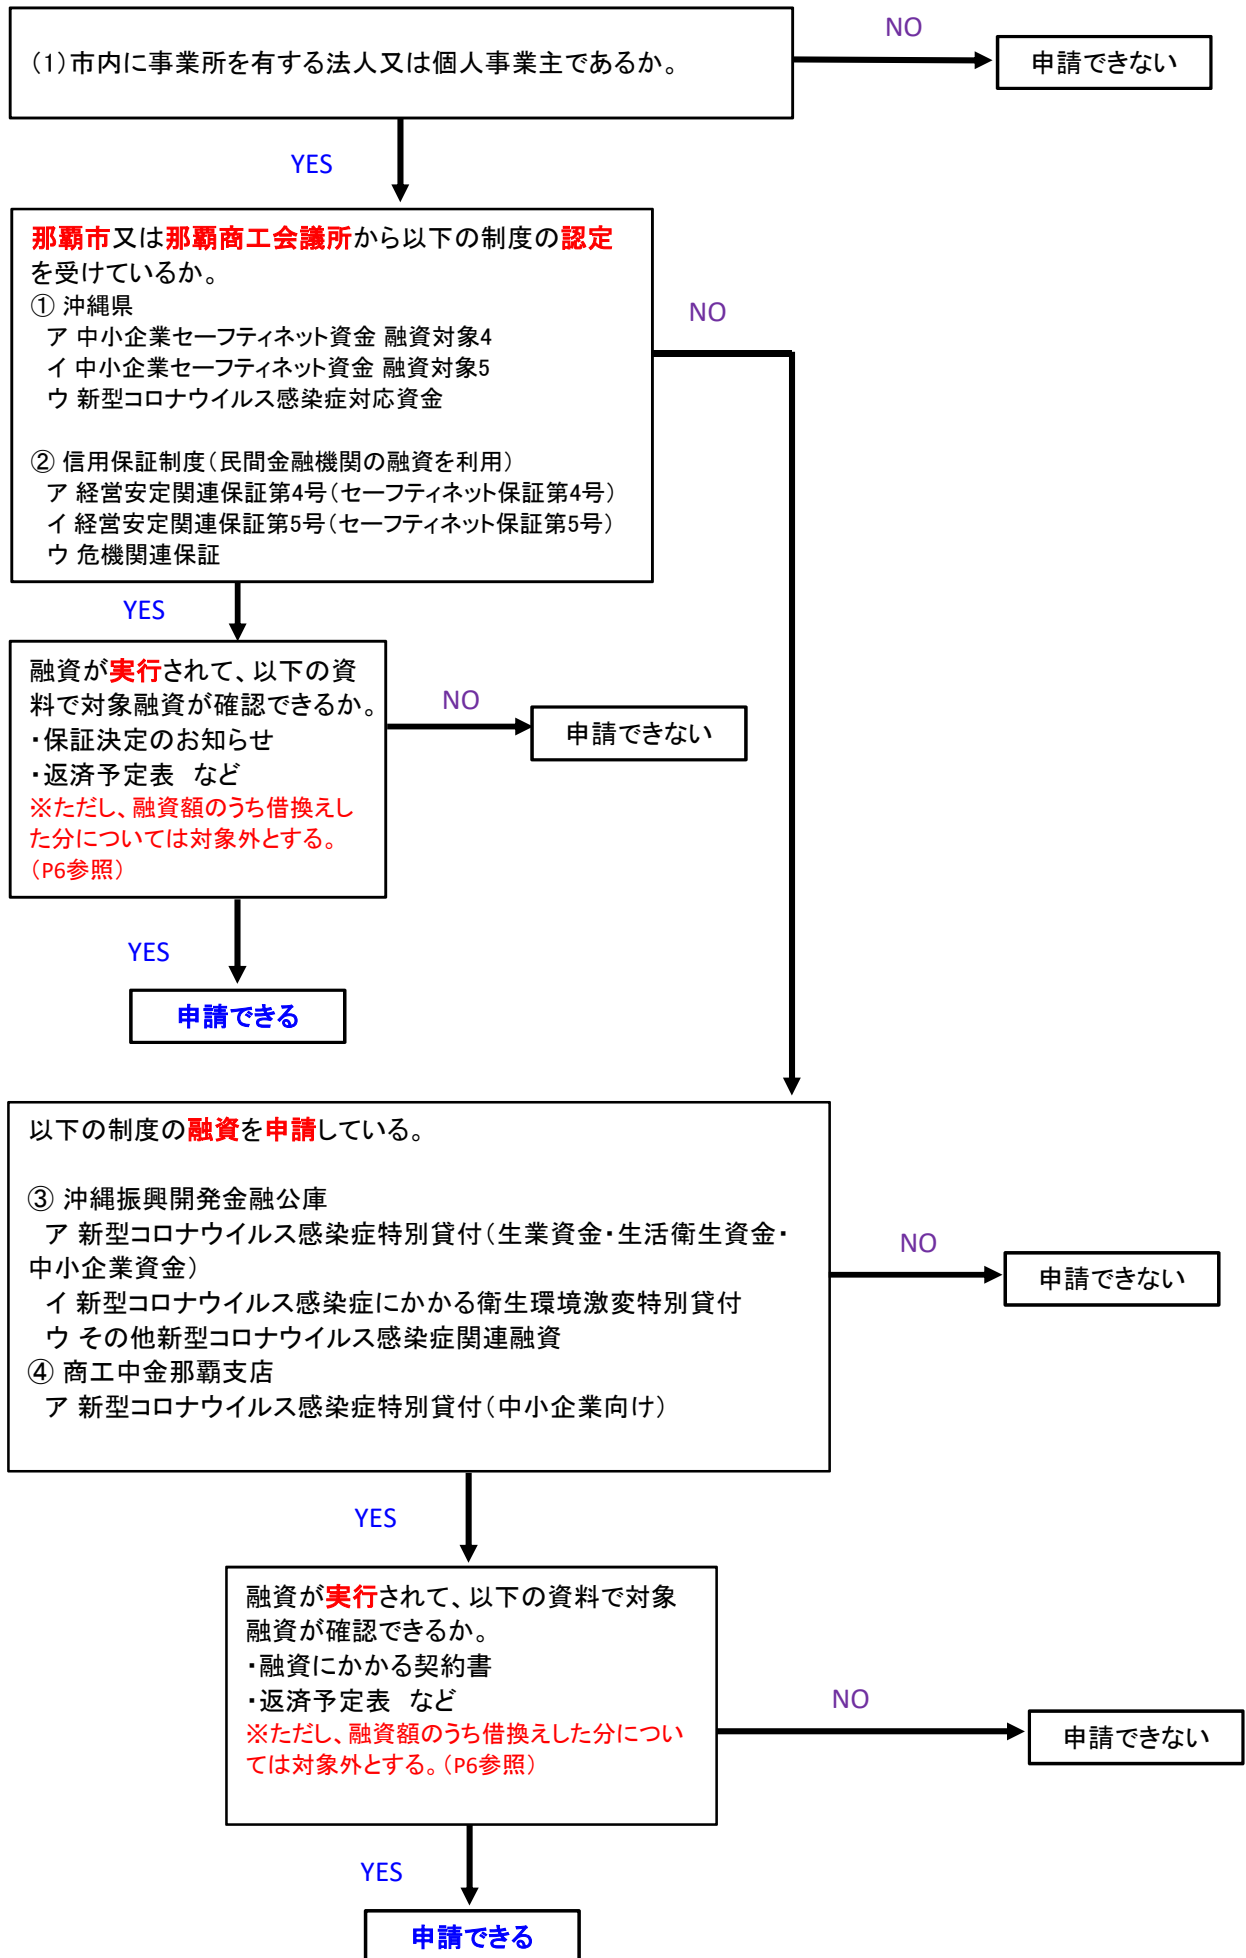 (1)市内に事業所を有する法人又は個人事業主であるか。
NO
申請できない
YES
那覇市又は那覇商工会議所から以下の制度の認定
を受けているか。
① 沖縄県
ア 中小企業セーフティネット資金 融資対象4
イ 中小企業セーフティネット資金 融資対象5
ウ 新型コロナウイルス感染症対応資金
② 信用保証制度(民間金融機関の融資を利用)
ア 経営安定関連保証第4号(セーフティネット保証第4号)
イ 経営安定関連保証第5号(セーフティネット保証第5号)
ウ 危機関連保証
NO
YES
融資が実行されて、以下の資
料で対象融資が確認できるか。
・保証決定のお知らせ
・返済予定表 など
※ただし、融資額のうち借換えし
た分については対象外とする。
(P6参照)
NO
申請できない
YES
申請できる
以下の制度の融資を申請している。
③ 沖縄振興開発金融公庫
ア 新型コロナウイルス感染症特別貸付(生業資金・生活衛生資金・
中小企業資金)
イ 新型コロナウイルス感染症にかかる衛生環境激変特別貸付
ウ その他新型コロナウイルス感染症関連融資
④ 商工中金那覇支店
ア 新型コロナウイルス感染症特別貸付(中小企業向け)
NO
申請できない
YES
融資が実行されて、以下の資料で対象
融資が確認できるか。
・融資にかかる契約書
・返済予定表 など
※ただし、融資額のうち借換えした分につい
ては対象外とする。(P6参照)
NO
申請できない
YES
申請できる